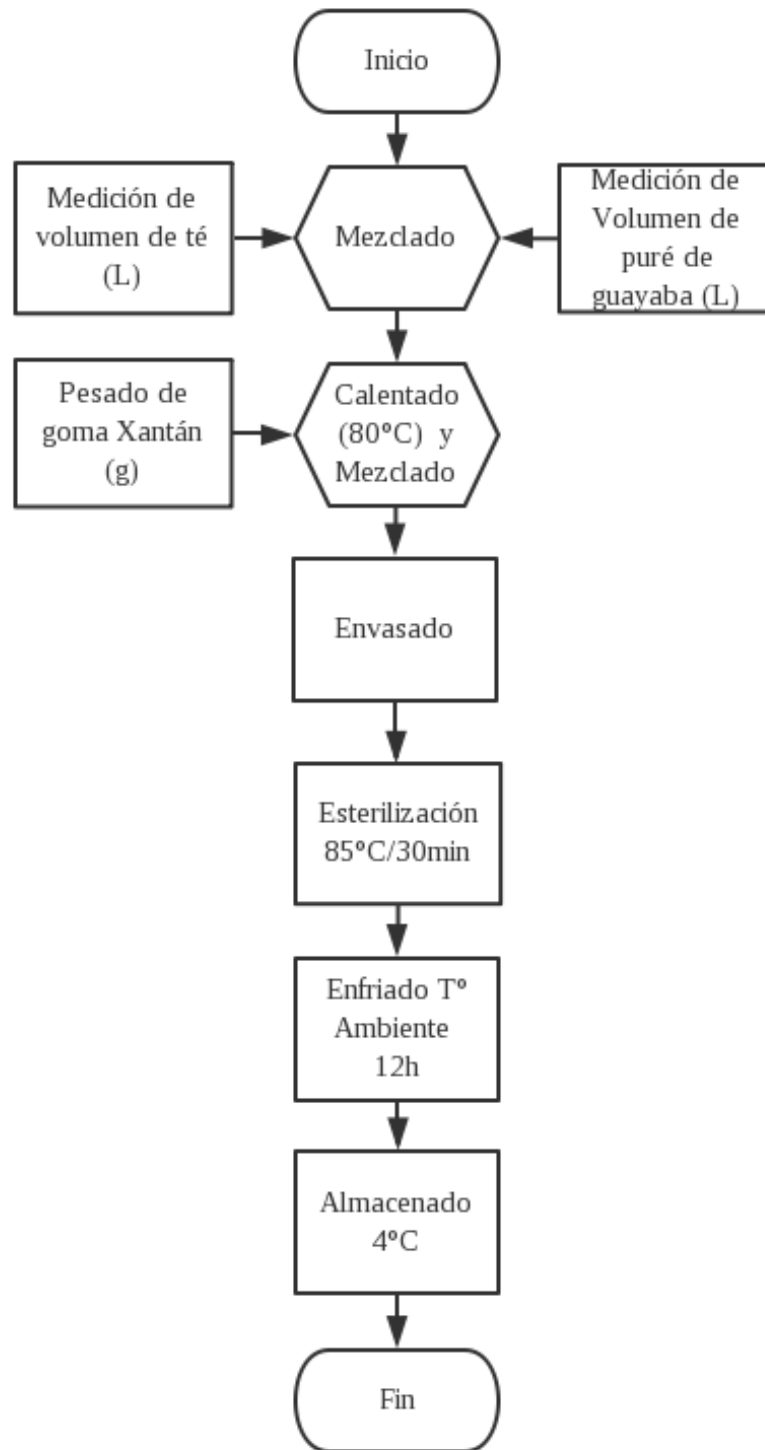 Inicio
Medición de
volumen de té
(L)
Mezclado
Medición de
Volumen de
puré de
guayaba (L)
Pesado de
goma Xantán
(g)
Calentado
(80°C) y
Mezclado
Envasado
Esterilización
85°C/30min
Enfriado Tº
Ambiente
12h
Almacenado
4°C
Fin